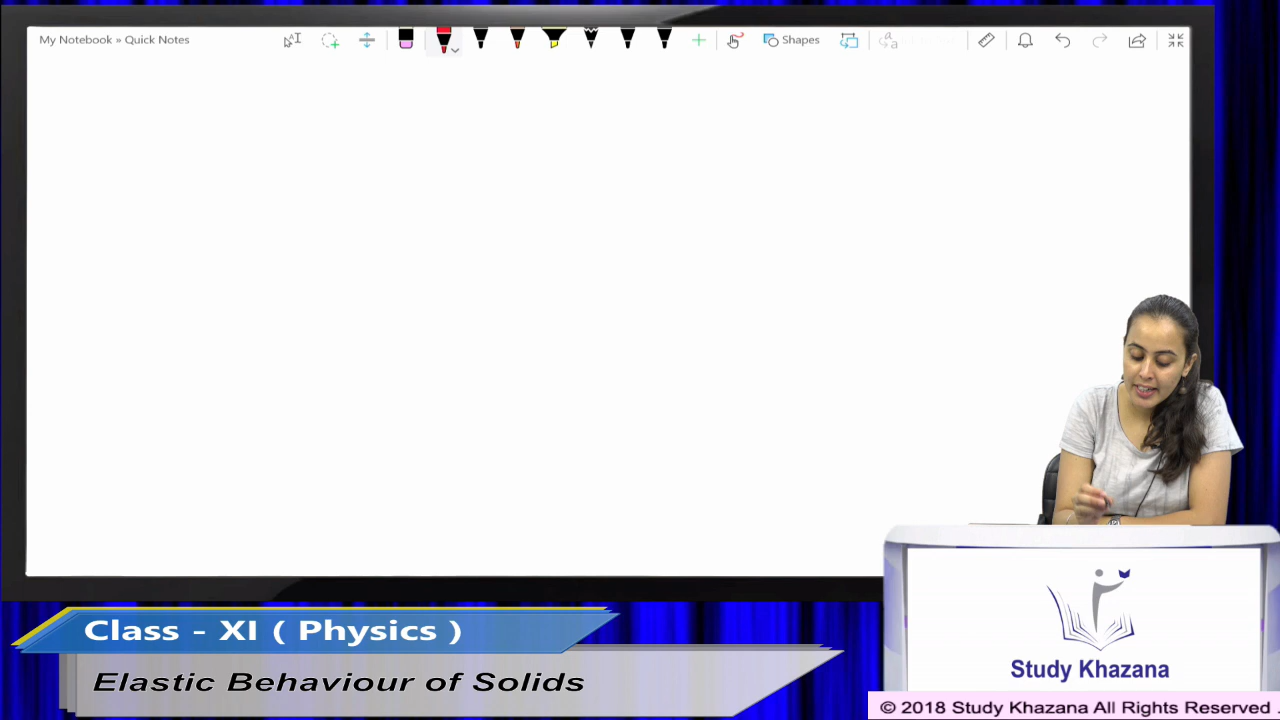 My Notebook » Quick Notes
Shapes
Class - XI ( Physics )
Elastic Behaviour of Solids
Study Khazana
© 2018 Study Khazana All Rights Reserved .